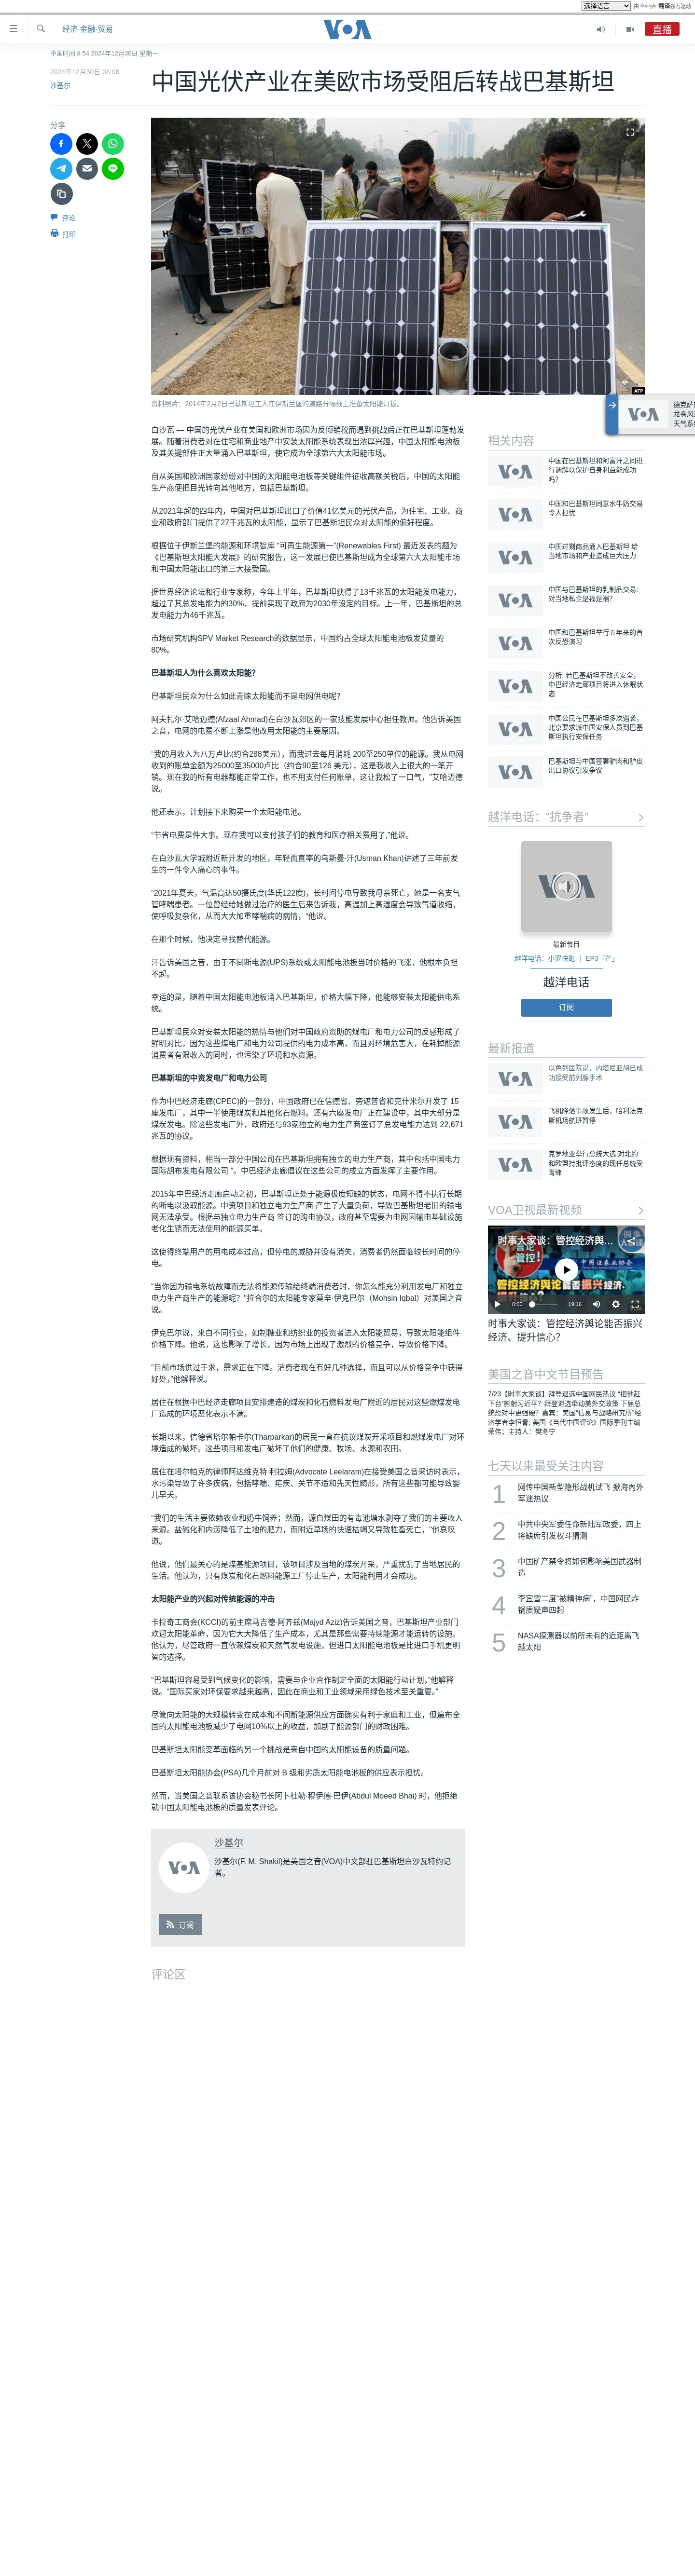 选择语言 由 Google 翻译强力驱动
经济·金融·贸易
VOA
直播
中国时间 8:54 2024年12月30日 星期一
2024年12月30日 06:08
沙基尔
中国光伏产业在美欧市场受阻后转战巴基斯坦
分享
评论
打印
AFP
资料照片：2014年2月2日巴基斯坦工人在伊斯兰堡的道路分隔线上准备太阳能灯板。
白沙瓦 — 中国的光伏产业在美国和欧洲市场因为反倾销税而遇到挑战后正在巴基斯坦蓬勃发
展。随着消费者对在住宅和商业地产中安装太阳能系统表现出浓厚兴趣，中国太阳能电池板
及其关键部件正大量涌入巴基斯坦，使它成为全球第六大太阳能市场。
自从美国和欧洲国家纷纷对中国的太阳能电池板等关键组件征收高额关税后，中国的太阳能
生产商便把目光转向其他地方，包括巴基斯坦。
从2021年起的四年内，中国对巴基斯坦出口了价值41亿美元的光伏产品，为住宅、工业、商
业和政府部门提供了27千兆瓦的太阳能，显示了巴基斯坦民众对太阳能的偏好程度。
根据位于伊斯兰堡的能源和环境智库 “可再生能源第一”(Renewables First) 最近发表的题为
《巴基斯坦太阳能大发展》的研究报告，这一发展已使巴基斯坦成为全球第六大太阳能市场
和中国太阳能出口的第三大接受国。
据世界经济论坛和行业专家称，今年上半年，巴基斯坦获得了13千兆瓦的太阳能发电能力，
超过了其总发电能力的30%，提前实现了政府为2030年设定的目标。上一年，巴基斯坦的总
发电能力为46千兆瓦。
市场研究机构SPV Market Research的数据显示，中国约占全球太阳能电池板发货量的
80%。
巴基斯坦人为什么喜欢太阳能？
巴基斯坦民众为什么如此青睐太阳能而不是电网供电呢？
阿夫扎尔·艾哈迈德(Afzaal Ahmad)在白沙瓦郊区的一家技能发展中心担任教师。他告诉美国
之音，电网的电费不断上涨是他改用太阳能的主要原因。
“我的月收入为八万卢比(约合288美元)，而我过去每月消耗 200至250单位的能源。我从电网
收到的账单金额为25000至35000卢比（约合90至126 美元），这是我收入上很大的一笔开
销。现在我的所有电器都能正常工作，也不用支付任何账单，这让我松了一口气，”艾哈迈德
说。
他还表示，计划接下来购买一个太阳能电池。
“节省电费是件大事。现在我可以支付孩子们的教育和医疗相关费用了，”他说。
在白沙瓦大学城附近新开发的地区，年轻而直率的乌斯曼·汗(Usman Khan)讲述了三年前发
生的一件令人痛心的事件。
“2021年夏天，气温高达50摄氏度(华氏122度)，长时间停电导致我母亲死亡，她是一名支气
管哮喘患者。一位曾经给她做过治疗的医生后来告诉我，高温加上高湿度会导致气道收缩，
使呼吸复杂化，从而大大加重哮喘病的病情，“他说。
在那个时候，他决定寻找替代能源。
汗告诉美国之音，由于不间断电源(UPS)系统或太阳能电池板当时价格的飞涨，他根本负担
不起。
幸运的是，随着中国太阳能电池板涌入巴基斯坦，价格大幅下降，他能够安装太阳能供电系
统。
巴基斯坦民众对安装太阳能的热情与他们对中国政府资助的煤电厂和电力公司的反感形成了
鲜明对比，因为这些煤电厂和电力公司提供的电力成本高，而且对环境危害大，在耗掉能源
消费者有限收入的同时，也污染了环境和水资源。
巴基斯坦的中资发电厂和电力公司
作为中巴经济走廊(CPEC)的一部分，中国政府已在信德省、旁遮普省和克什米尔开发了 15
座发电厂，其中一半使用煤炭和其他化石燃料。还有六座发电厂正在建设中，其中大部分是
煤炭发电。除这些发电厂外，政府还与93家独立的电力生产商签订了总发电能力达到 22,671
兆瓦的协议。
根据现有资料，相当一部分中国公司在巴基斯坦拥有独立的电力生产商，其中包括中国电力
国际胡布发电有限公司 ”。中巴经济走廊倡议在这些公司的成立方面发挥了主要作用。
2015年中巴经济走廊启动之初，巴基斯坦正处于能源极度短缺的状态，电网不得不执行长期
的断电以汲取能源。中资项目和独立电力生产商 产生了大量负荷，导致巴基斯坦老旧的输电
网无法承受。根据与独立电力生产商 签订的购电协议，政府甚至需要为电网因输电基础设施
老化生锈而无法使用的能源买单。
这使得终端用户的用电成本过高，但停电的威胁并没有消失，消费者仍然面临较长时间的停
电。
“当你因为输电系统故障而无法将能源传输给终端消费者时，你怎么能充分利用发电厂和独立
电力生产商生产的能源呢？”拉合尔的太阳能专家莫辛·伊克巴尔（Mohsin Iqbal）对美国之音
说。
伊克巴尔说，来自不同行业，如制糖业和纺织业的投资者进入太阳能贸易，导致太阳能组件
价格下降。他说，这也影响了增长，因为市场上出现了激烈的价格竞争，导致价格下降。
“目前市场供过于求，需求正在下降。消费者现在有好几种选择，而且可以从价格竞争中获得
好处，”他解释说。
居住在根据中巴经济走廊项目安排建造的煤炭和化石燃料发电厂附近的居民对这些燃煤发电
厂造成的环境恶化表示不满。
长期以来，信德省塔尔帕卡尔(Tharparkar)的居民一直在抗议煤炭开采项目和燃煤发电厂对环
境造成的破坏。这些项目和发电厂破坏了他们的健康、牧场、水源和农田。
居住在塔尔帕克的律师阿达维克特·利拉姆(Advocate Leelaram)在接受美国之音采访时表示，
水污染导致了许多疾病，包括哮喘、疟疾、关节不适和先天性畸形，所有这些都可能导致婴
儿早夭。
“我们的生活主要依赖农业和奶牛饲养；然而，源自煤田的有毒池塘水剥夺了我们的主要收入
来源。盐碱化和内涝降低了土地的肥力，而附近草场的快速枯竭又导致牲畜死亡，”他哀叹
道。
他说，他们最关心的是煤基能源项目，该项目涉及当地的煤炭开采，严重扰乱了当地居民的
生活。他认为，只有煤炭和化石燃料能源工厂停止生产，太阳能利用才会成功。
太阳能产业的兴起对传统能源的冲击
卡拉奇工商会(KCCI)的前主席马吉德·阿齐兹(Majyd Aziz)告诉美国之音，巴基斯坦产业部门
欢迎太阳能革命，因为它大大降低了生产成本，尤其是那些需要持续能源才能运转的设施。
他认为，尽管政府一直依赖煤炭和天然气发电设施，但进口太阳能电池板是比进口手机更明
智的选择。
“巴基斯坦容易受到气候变化的影响，需要与企业合作制定全面的太阳能行动计划，”他解释
说。“国际买家对环保要求越来越高，因此在商业和工业领域采用绿色技术至关重要。”
尽管向太阳能的大规模转变在成本和不间断能源供应方面确实有利于家庭和工业，但遍布全
国的太阳能电池板减少了电网10%以上的收益，加剧了能源部门的财政困难。
巴基斯坦太阳能变革面临的另一个挑战是来自中国的太阳能设备的质量问题。
巴基斯坦太阳能协会(PSA)几个月前对 B 级和劣质太阳能电池板的供应表示担忧。
然而，当美国之音联系该协会秘书长阿卜杜勒·穆伊德·巴伊(Abdul Moeed Bhai) 时，他拒绝
就中国太阳能电池板的质量发表评论。
沙基尔
沙基尔(F. M. Shakil)是美国之音(VOA)中文部驻巴基斯坦白沙瓦特约记
者。
订阅
评论区
德克萨斯
龙卷风
天气系统
相关内容
中国在巴基斯坦和阿富汗之间进
行调解以保护自身利益能成功
吗？
中国和巴基斯坦同意水牛奶交易
令人担忧
中国过剩商品涌入巴基斯坦 给
当地市场和产业造成巨大压力
中国与巴基斯坦的乳制品交易：
对当地私企是福是祸？
中国和巴基斯坦举行五年来的首
次反恐演习
分析: 若巴基斯坦不改善安全，
中巴经济走廊项目将进入休眠状
态
中国公民在巴基斯坦多次遇袭，
北京要求派中国安保人员到巴基
斯坦执行安保任务
巴基斯坦与中国签署驴肉和驴皮
出口协议引发争议
越洋电话：“抗争者”
最新节目
越洋电话：小罗快跑 ｜ EP3「芒」
越洋电话
订阅
最新报道
以色列医院说，内塔尼亚胡已成
功接受前列腺手术
飞机降落事故发生后，哈利法克
斯机场航班暂停
克罗地亚举行总统大选 对北约
和欧盟持批评态度的现任总统受
青睐
VOA卫视最新视频
时事大家谈：管控经济舆...
管控经济舆论能否振兴经济、
0:00 19:16
时事大家谈：管控经济舆论能否振兴
经济、提升信心？
美国之音中文节目预告
7/23【时事大家谈】拜登退选中国网民热议 “把他赶
下台”影射习近平？拜登退选牵动美外交政策 下届总
统恐对中更强硬？嘉宾：美国“信息与战略研究所”经
济学者李恒青; 美国《当代中国评论》国际季刊主编
荣伟；主持人：樊冬宁
七天以来最受关注内容
1 网传中国新型隐形战机试飞 掀海內外
军迷热议
2 中共中央军委任命新陆军政委，四上
将缺席引发权斗猜测
3 中国矿产禁令将如何影响美国武器制
造
4 李宜雪二度“被精神病”，中国网民炸
锅质疑声四起
5 NASA探测器以前所未有的近距离飞
越太阳